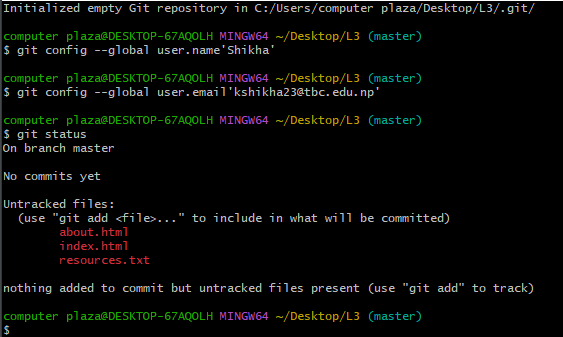 Initialized empty Git repository in C:/Users/computer plaza/Desktop/L3/.git/
computer plaza@DESKTOP-67AQOLH MINGW64 ~/Desktop/L3 (master)
$ git config --global user.name'Shikha'
computer plaza@DESKTOP-67AQOLH MINGW64 ~/Desktop/L3 (master)
$ git config --global user.email'kshikha23@tbc.edu.np'
computer plaza@DESKTOP-67AQOLH MINGW64 ~/Desktop/L3 (master)
$ git status
On branch master
No commits yet
Untracked files:
(use "git add <file>..." to include in what will be committed)
about.html
index.html
resources.txt
nothing added to commit but untracked files present (use "git add" to track)
computer plaza@DESKTOP-67AQOLH MINGW64 ~/Desktop/L3 (master)
$